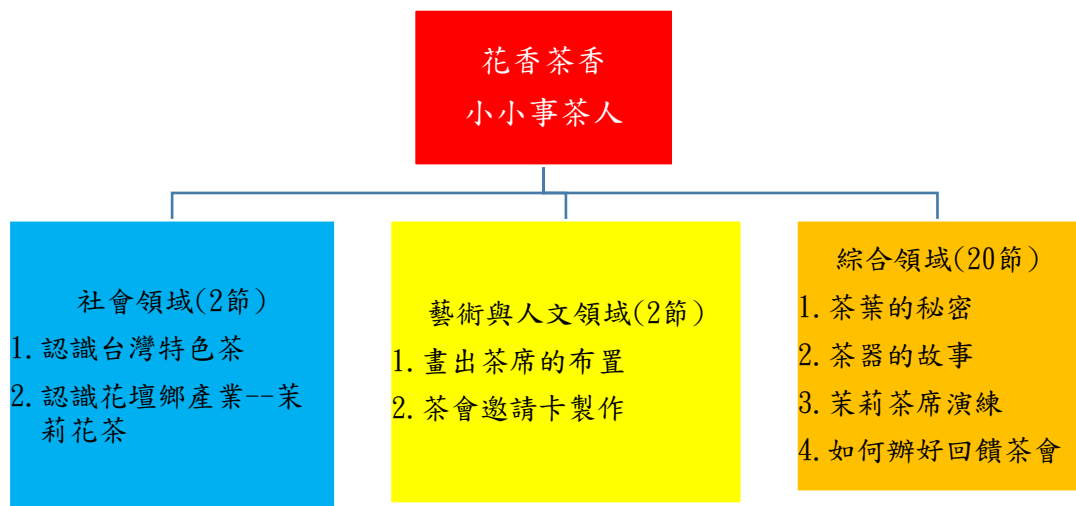 花香茶香
小小事茶人
社會領域(2節)
1.認識台灣特色茶
2.認識花壇鄉產業--茉
莉花茶
藝術與人文領域(2節)
1.畫出茶席的布置
2.茶會邀請卡製作
綜合領域(20節)
1.茶葉的秘密
2.茶器的故事
3.茉莉茶席演練
4.如何辦好回饋茶會